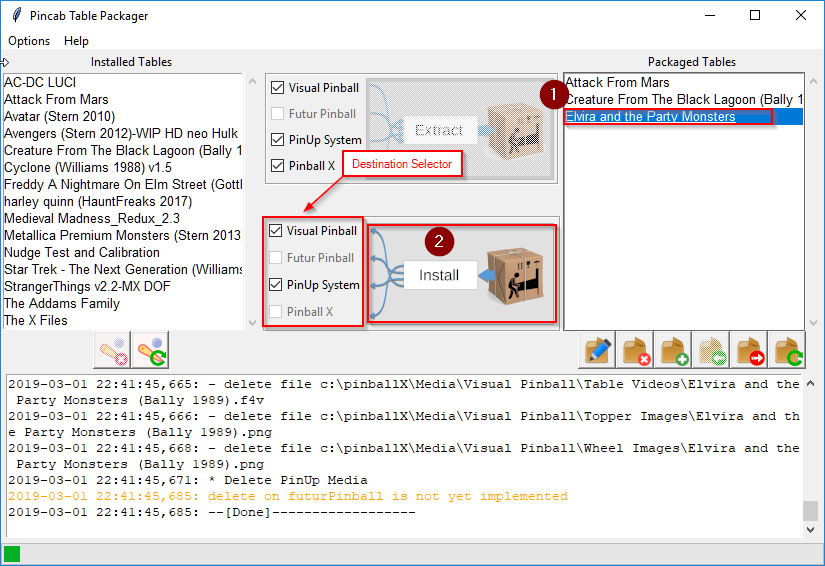 Pincab Table Packager
Options Help
Installed Tables
AC-DC LUCI
Attack From Mars
Avatar (Stern 2010)
Avengers (Stern 2012)-WIP HD neo Hulk
Creature From The Black Lagoon (Bally 1
Cyclone (Williams 1988) v1.5
Freddy A Nightmare On Elm Street (Gottl
harley quinn (HauntFreaks 2017)
Medieval Madness_Redux_2.3
Metallica Premium Monsters (Stern 2013
Nudge Test and Calibration
Star Trek - The Next Generation (Williams
StrangerThings v2.2-MX DOF
The Addams Family
The X Files
Visual Pinball
Futur Pinball
PinUp System
Pinball X
Extract
Destination Selector
Visual Pinball
Futur Pinball
PinUp System
Pinball X
2
Install
Packaged Tables
1
Attack From Mars
Creature From The Black Lagoon (Bally 1
Elvira and the Party Monsters
2019-03-01 22:41:45,665: - delete file c:\pinballX\Media\Visual Pinball\Table Videos\Elvira and the
Party Monsters (Bally 1989).f4v
2019-03-01 22:41:45,666: - delete file c:\pinballX\Media\Visual Pinball\Topper Images\Elvira and th
e Party Monsters (Bally 1989).png
2019-03-01 22:41:45,668: - delete file c:\pinballX\Media\Visual Pinball\Wheel Images\Elvira and the
Party Monsters (Bally 1989).png
2019-03-01 22:41:45,671: * Delete PinUp Media
2019-03-01 22:41:45,685: delete on futurPinball is not yet implemented
2019-03-01 22:41:45,685: --[Done]------------------